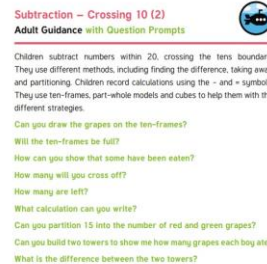 Subtraction – Crossing 10 (2)
Adult Guidance with Question Prompts
Children subtract numbers within 20, crossing the tens
They use different methods, including finding the difference, taking
and partitioning. Children record calculations using the - and =
They use ten-frames, part-whole models and cubes to help them with
different strategies.
Can you draw the grapes on the ten-frames?
Will the ten-frames be full?
How can you show that some have been eaten?
How many will you cross off?
How many are left?
What calculation can you write?
Can you partition 15 into the number of red and green grapes?
Can you build two towers to show me how many grapes each boy ate
What is the difference between the two towers?